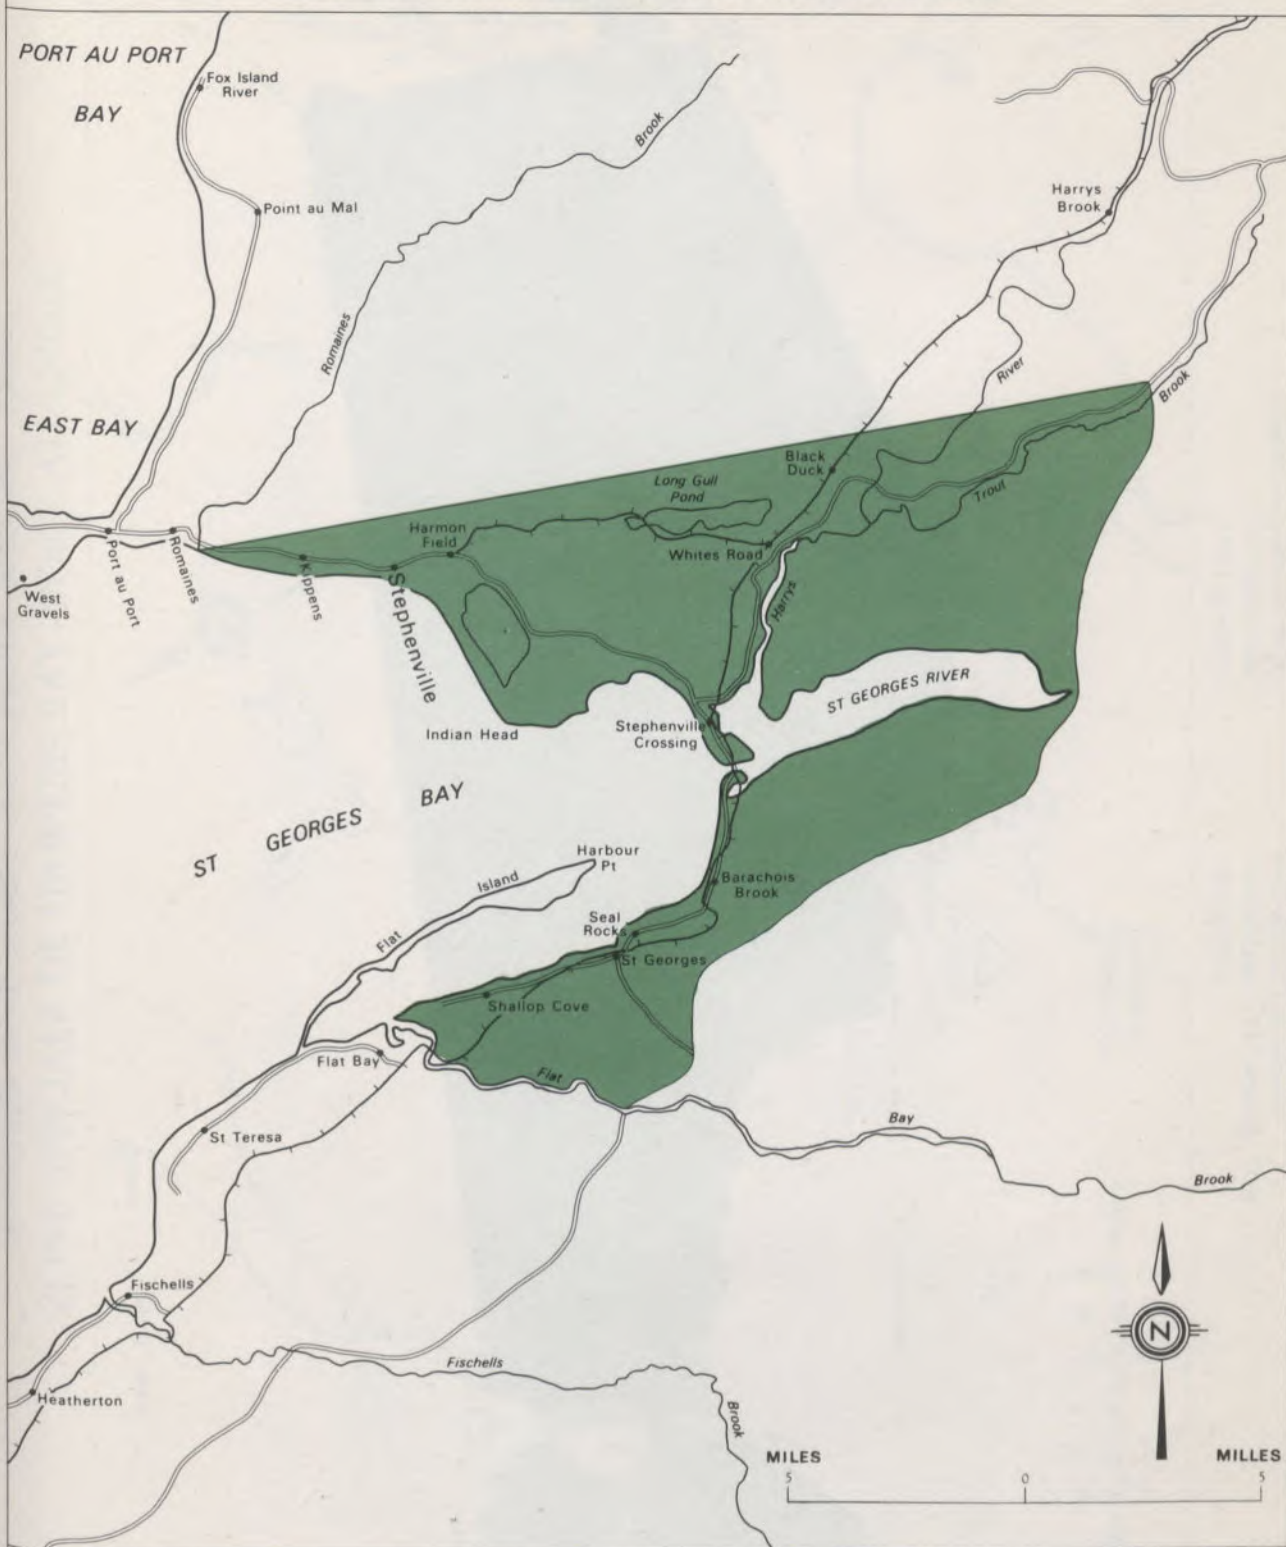 PORT AU PORT
BAY
Fox Island
River
Brook
Point au Mal
Harrys
Brook
Romaines
River
Brook
EAST BAY
Black
Duck
Long Gull
Pond
Trout
Harmon
Field
Whites Road
West
Gravels
Port au Port
Romaines
Kippens
Stephenville
Harrys
ST GEORGES RIVER
Indian Head
Stephenville
Crossing
ST GEORGES BAY
Harbour
Pt
Island
Flat
Barachois
Brook
Seal
Rocks
St Georges
Shallop Cove
Flat Bay
Flat
Bay
Brook
St Teresa
Fischells
Fischells
Brook
Heatherton
N
MILES
MILLES
5 0 5